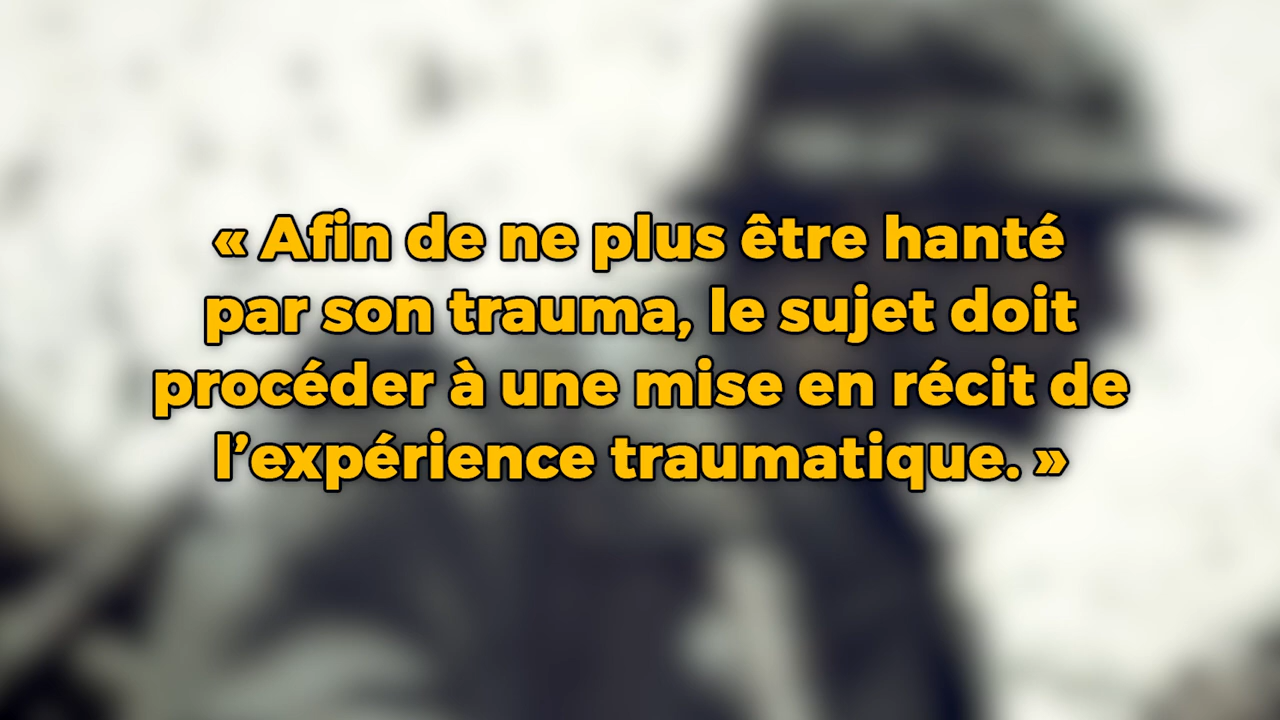 « Afin de ne plus être hanté
par son trauma, le sujet doit
procéder à une mise en récit de
l’expérience traumatique. »